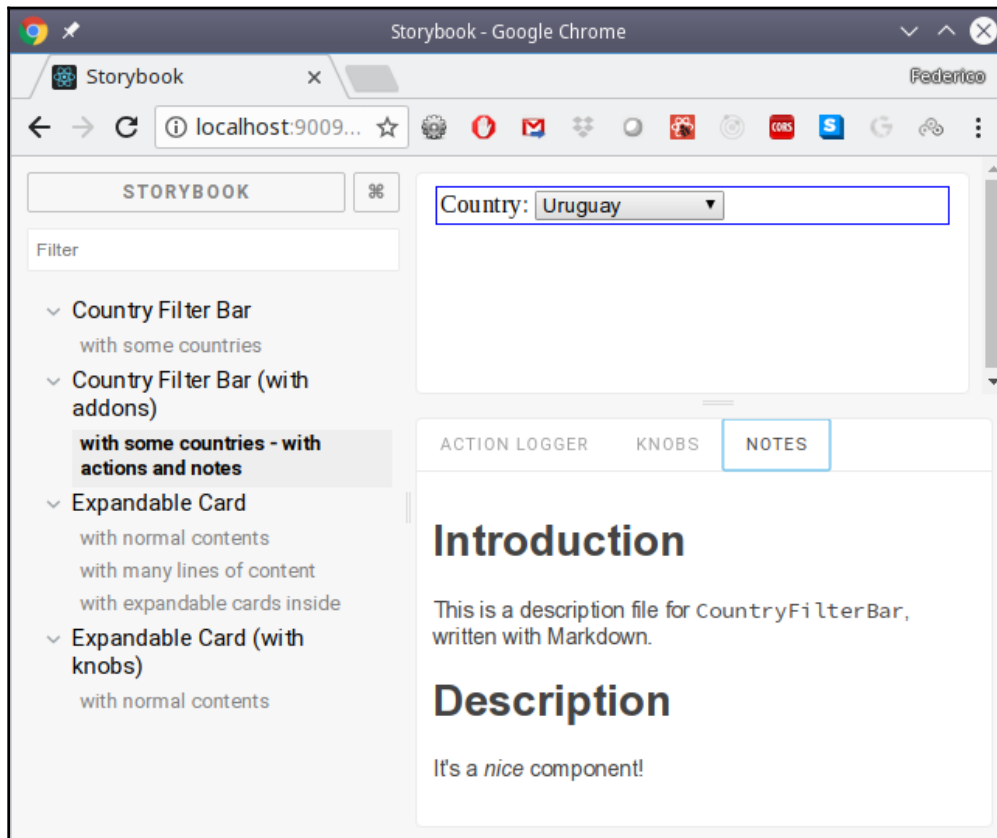 Storybook - Google Chrome
Storybook
Federico
localhost:9009...
CORS
S
G
STORYBOOK
⌘
Filter
Country Filter Bar
with some countries
Country Filter Bar (with
addons)
with some countries - with
actions and notes
Expandable Card
with normal contents
with many lines of content
with expandable cards inside
Expandable Card (with
knobs)
with normal contents
Country: Uruguay
ACTION LOGGER KNOBS NOTES
Introduction
This is a description file for CountryFilterBar,
written with Markdown.
Description
It's a nice component!